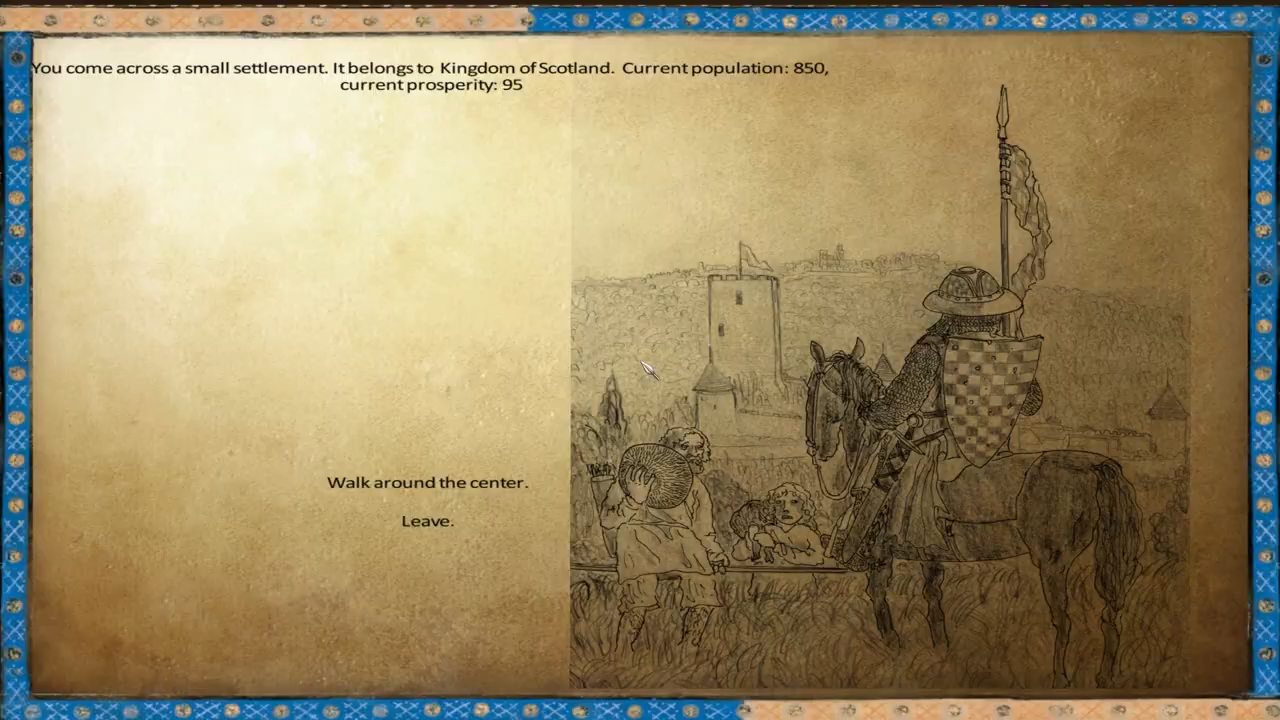 You come across a small settlement. It belongs to Kingdom of Scotland. Current population: 850,
current prosperity: 95
Walk around the center.
Leave.